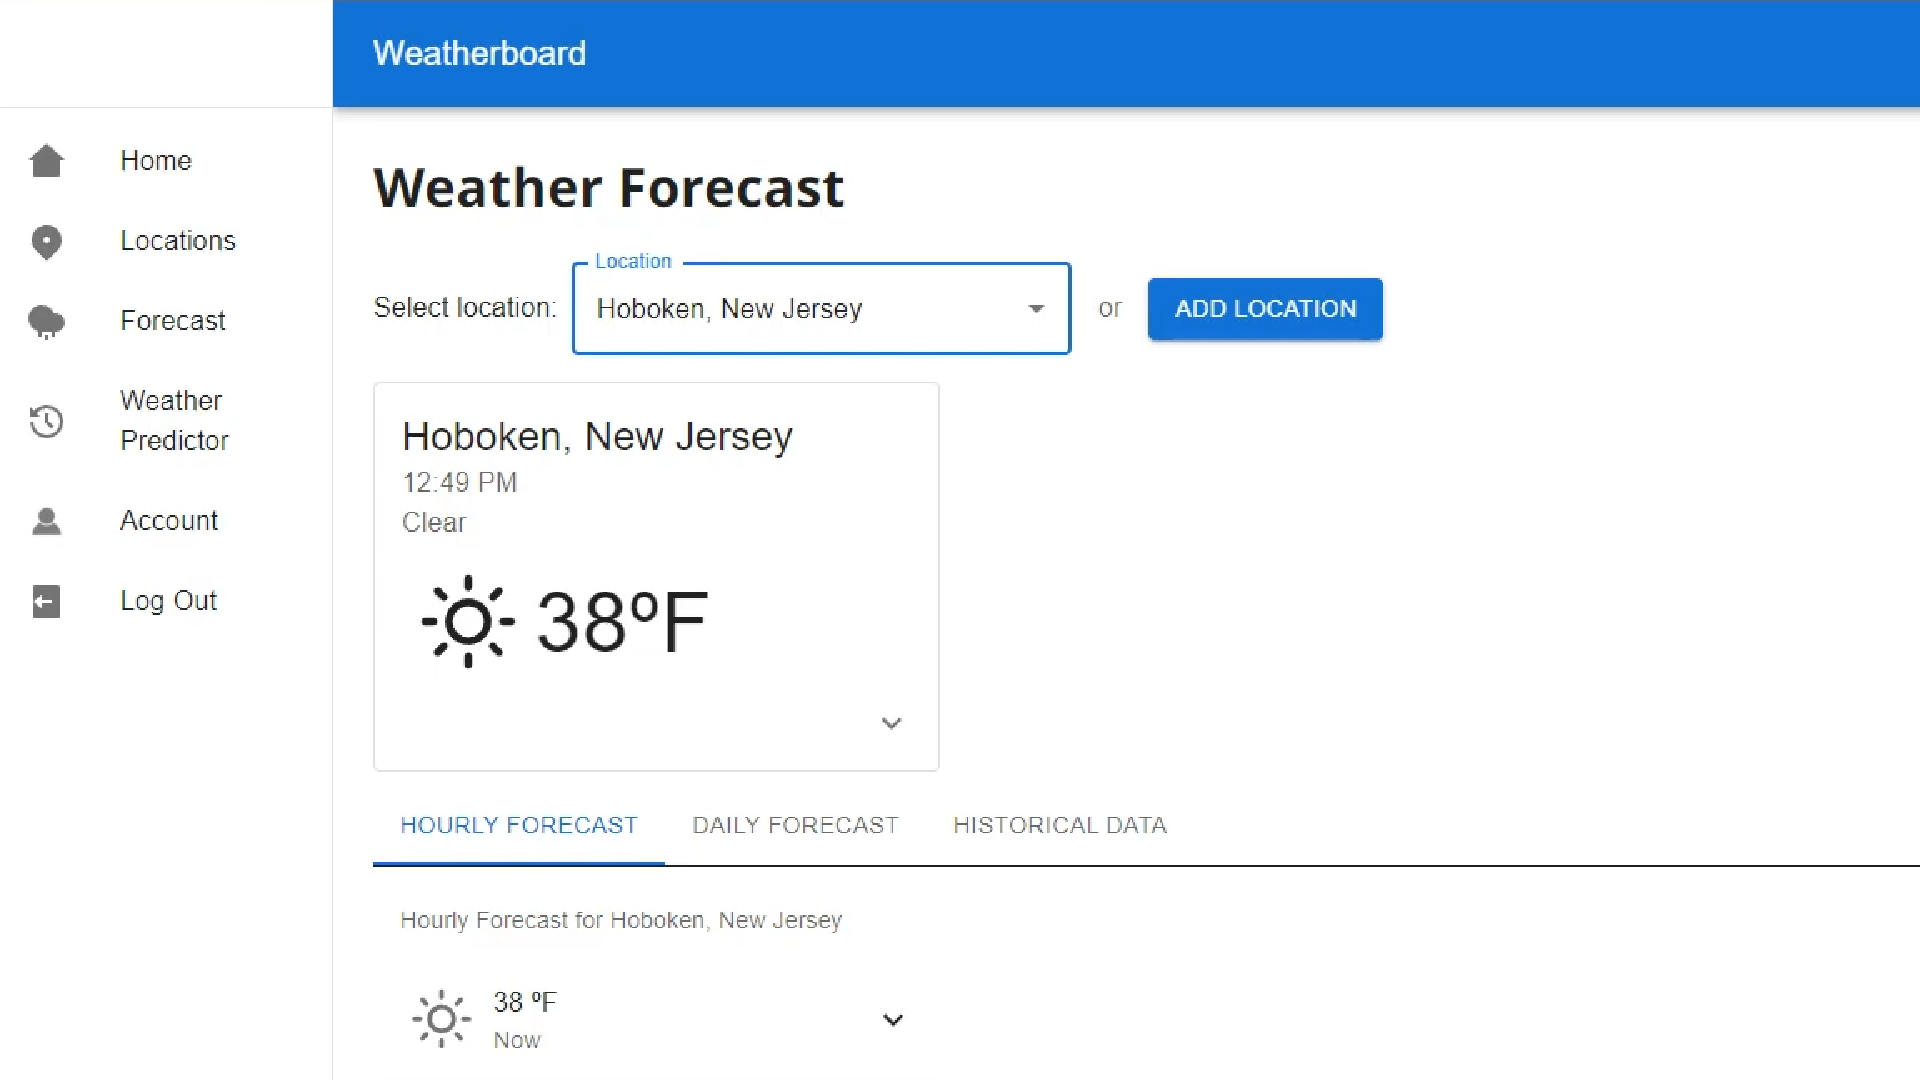 Weatherboard
Home
Locations
Forecast
Weather
Predictor
Account
Log Out
Weather Forecast
Location
Select location: Hoboken, New Jersey or ADD LOCATION
Hoboken, New Jersey
12:49 PM
Clear
38ºF
HOURLY FORECAST DAILY FORECAST HISTORICAL DATA
Hourly Forecast for Hoboken, New Jersey
38 ºF
Now